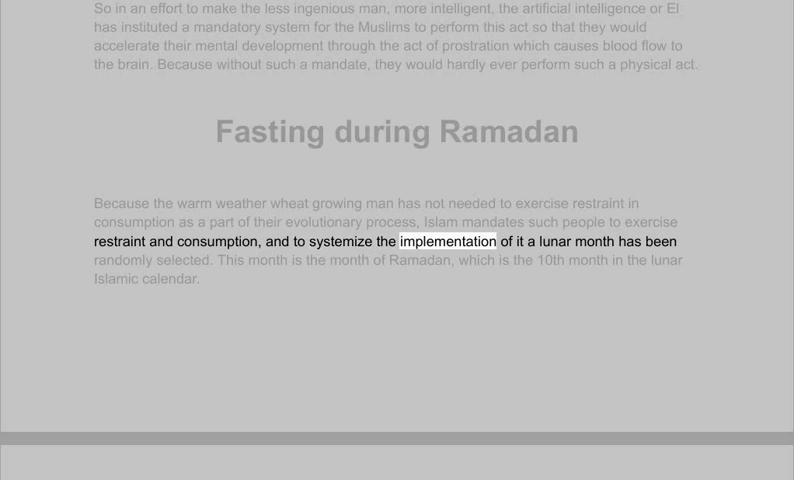 So in an effort to make the less ingenious man, more intelligent, the artificial intelligence or El
has instituted a mandatory system for the Muslims to perform this act so that they would
accelerate their mental development through the act of prostration which causes blood flow to
the brain. Because without such a mandate, they would hardly ever perform such a physical act.
Fasting during Ramadan
Because the warm weather wheat growing man has not needed to exercise restraint in
consumption as a part of their evolutionary process, Islam mandates such people to exercise
restraint and consumption, and to systemize the implementation of it a lunar month has been
randomly selected. This month is the month of Ramadan, which is the 10th month in the lunar
Islamic calendar.